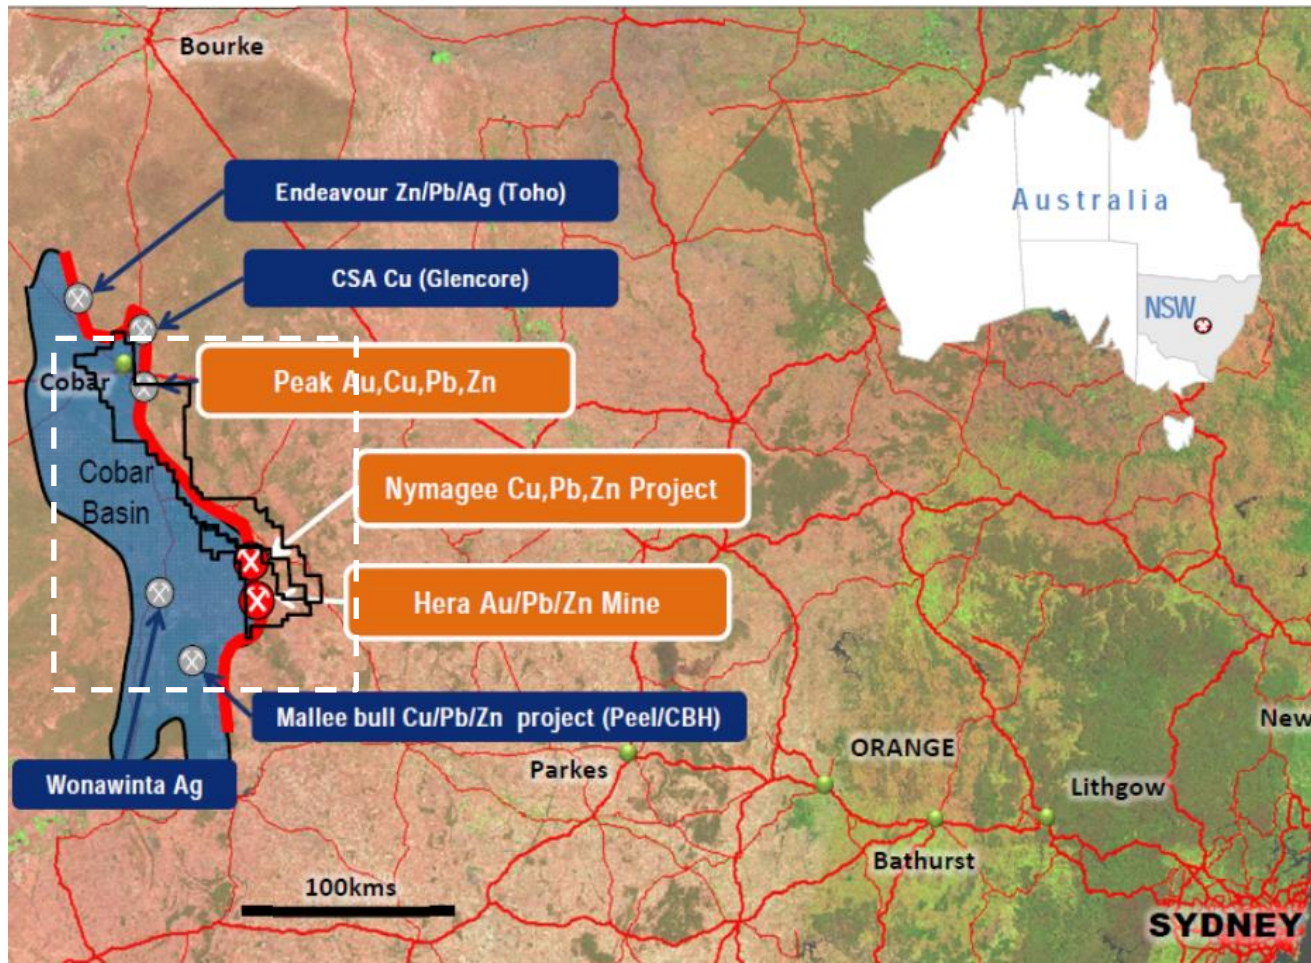 Bourke
Endeavour Zn/Pb/Ag (Toho)
Australia
CSA Cu (Glencore)
NSW
Peak Au,Cu,Pb,Zn
Cobar
Cobar
Basin
Nymagee Cu,Pb,Zn Project
Hera Au/Pb/Zn Mine
Mallee bull Cu/Pb/Zn project (Peel/CBH)
New
ORANGE
Parkes
Wonawinta Ag
Lithgow
Bathurst
100kms
SYDNEY